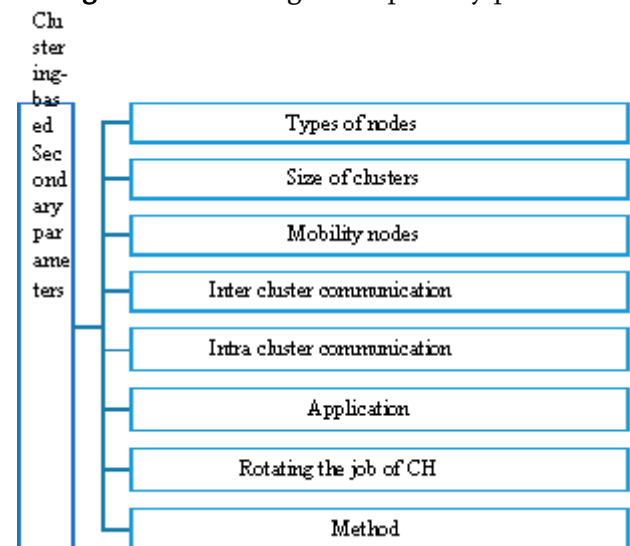 Clu
ster
ing-
bas
ed
Sec
ond
ary
par
ame
ters
Types of nodes
Size of clusters
Mobility nodes
Inter cluster communication
Intra cluster communication
Application
Rotating the job of CH
Method